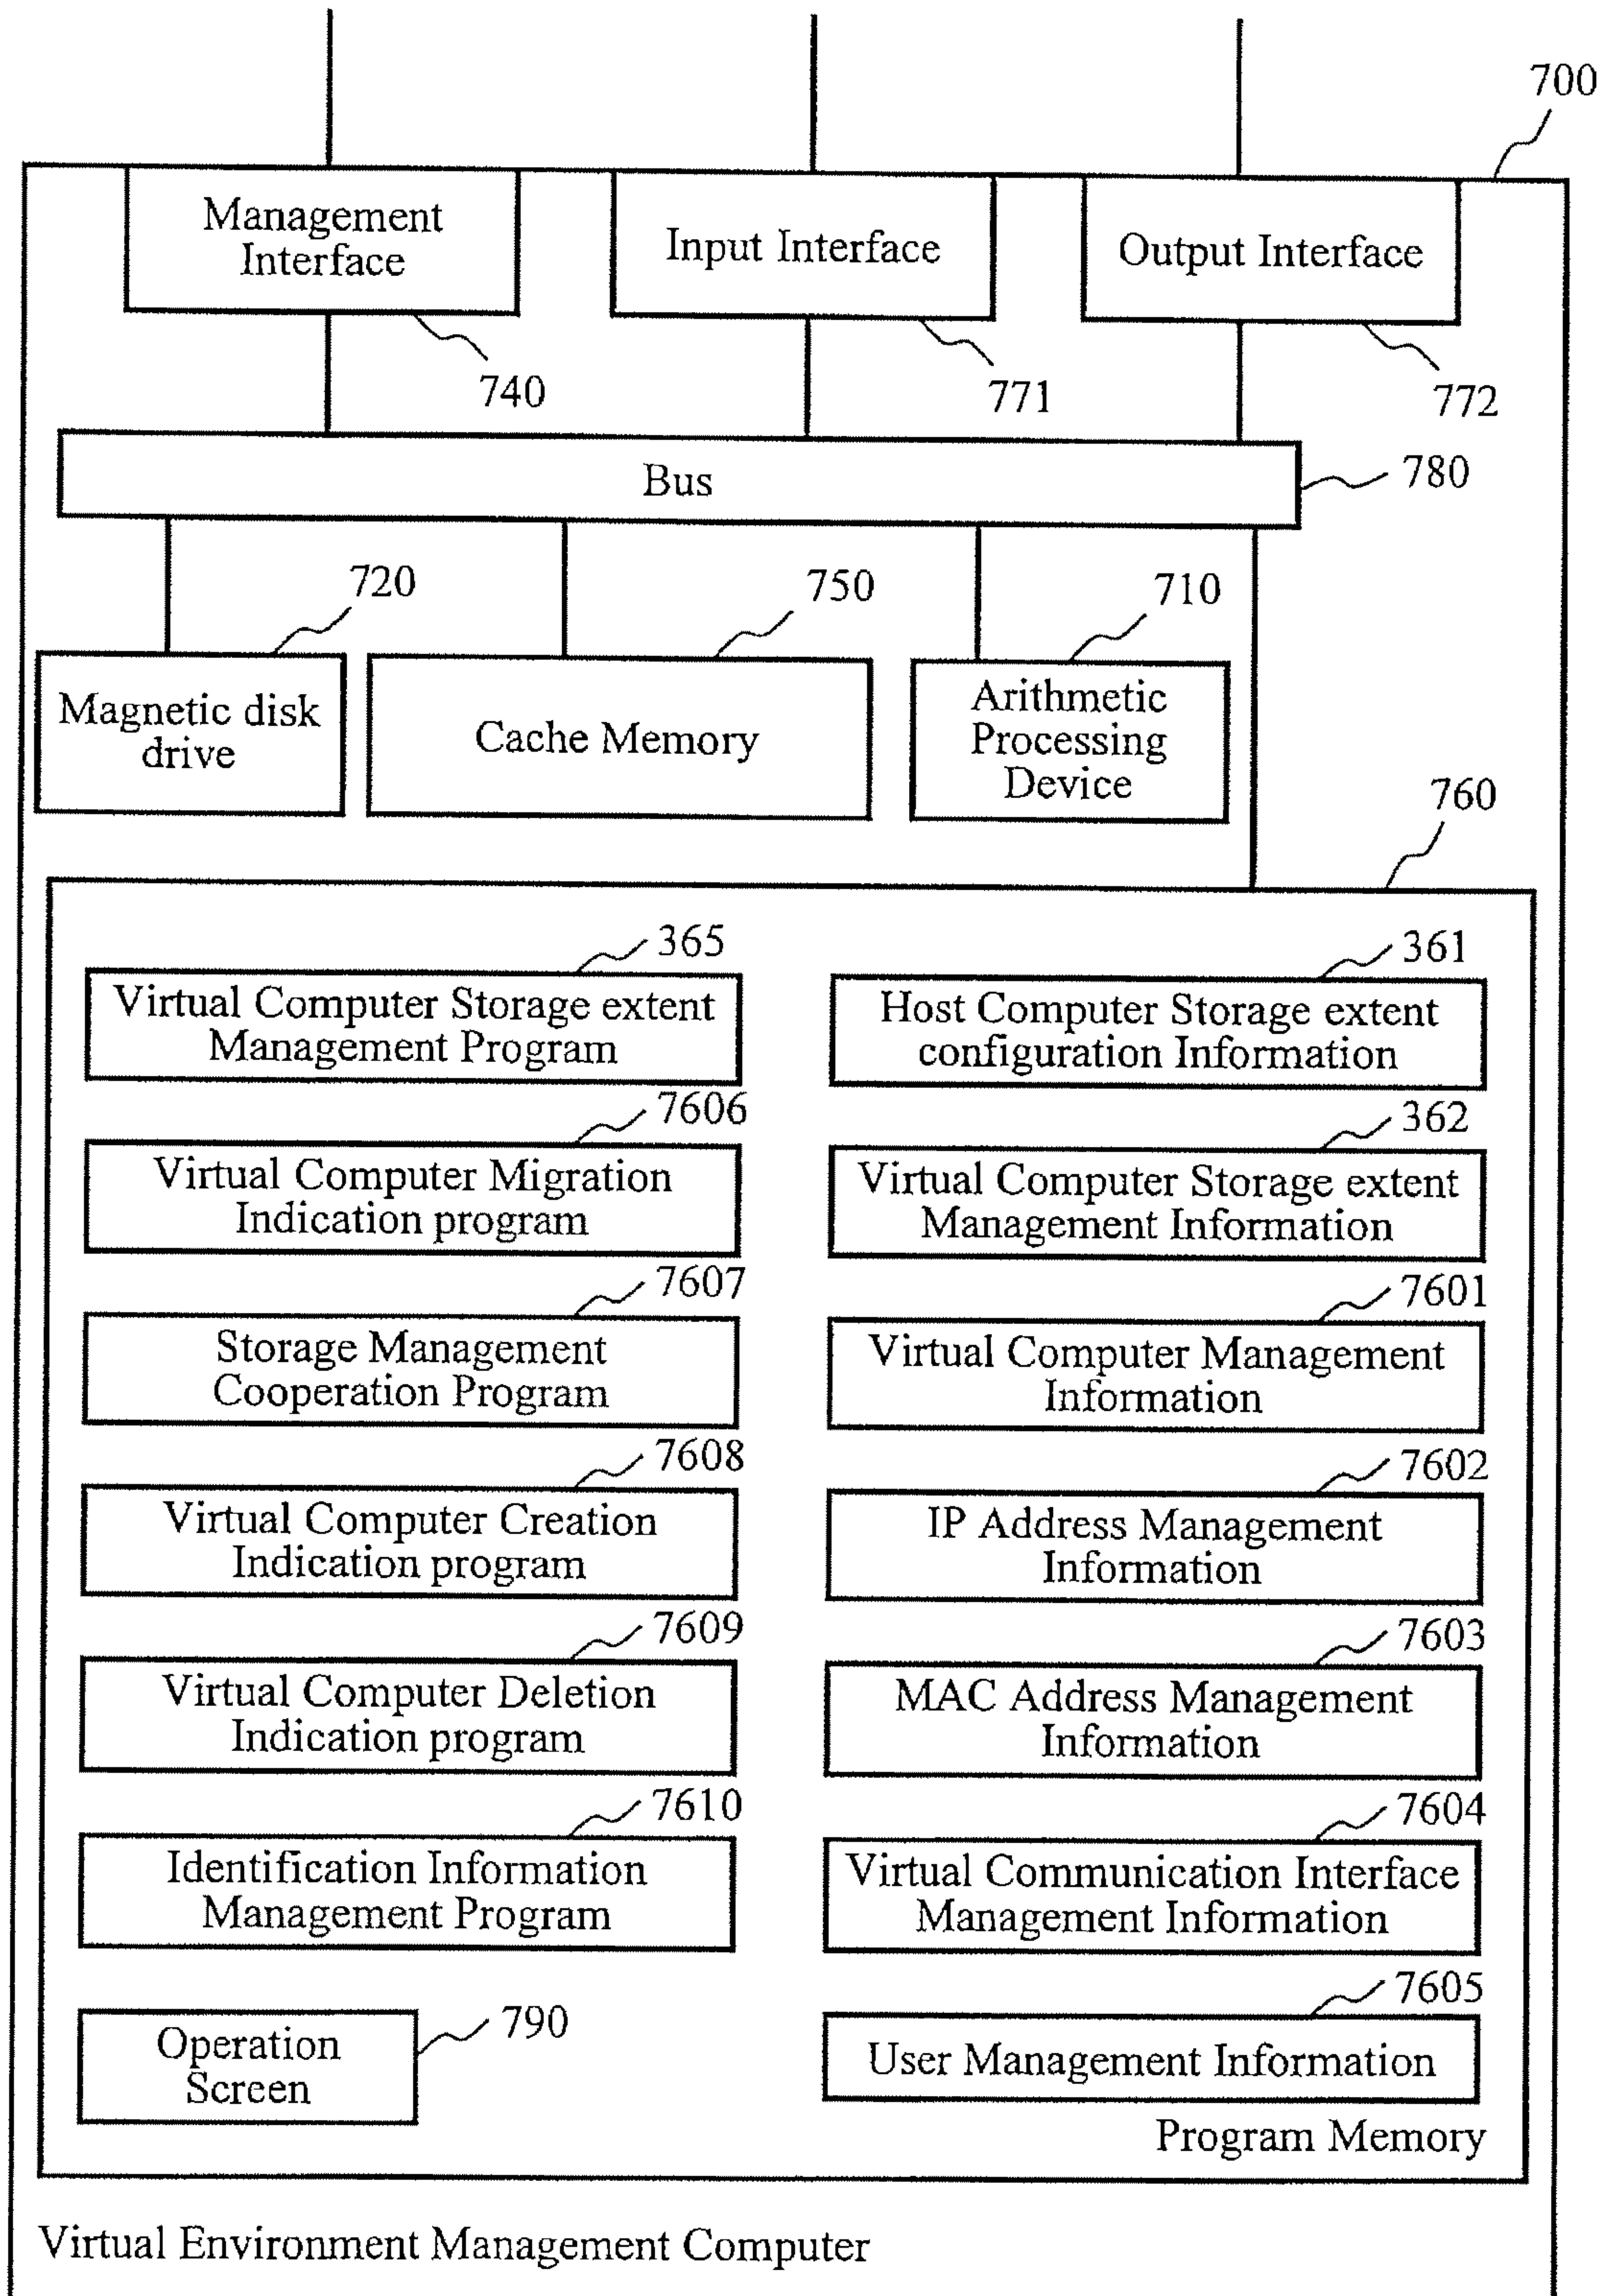 700
Management
Interface
Input Interface
Output Interface
740
771
772
Bus
780
720
750
710
Magnetic disk
drive
Cache Memory
Arithmetic
Processing
Device
760
365
361
Virtual Computer Storage extent
Management Program
Host Computer Storage extent
configuration Information
7606
362
Virtual Computer Migration
Indication program
Virtual Computer Storage extent
Management Information
7607
7601
Storage Management
Cooperation Program
Virtual Computer Management
Information
7608
7602
Virtual Computer Creation
Indication program
IP Address Management
Information
7609
7603
Virtual Computer Deletion
Indication program
MAC Address Management
Information
7610
7604
Identification Information
Management Program
Virtual Communication Interface
Management Information
7605
790
Operation
Screen
User Management Information
Program Memory
Virtual Environment Management Computer